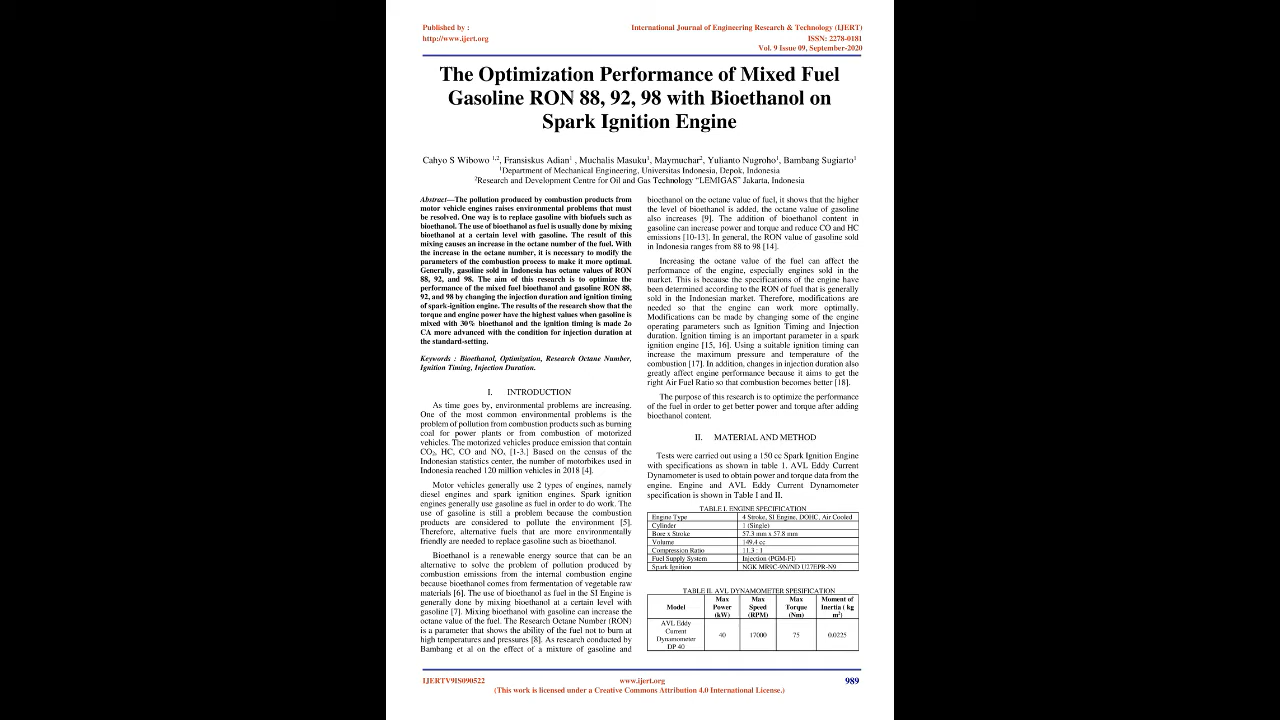 Published by :
http://www.ijert.org
International Journal of Engineering Research & Technology (IJERT)
ISSN: 2278-0181
Vol. 9 Issue 09, September-2020
The Optimization Performance of Mixed Fuel
Gasoline RON 88, 92, 98 with Bioethanol on
Spark Ignition Engine
Cahyo S Wibowo 1,2, Fransiskus Adian1 , Muchalis Masuku1, Maymuchar2, Yulianto Nugroho1, Bambang Sugiarto1
1Department of Mechanical Engineering, Universitas Indonesia, Depok, Indonesia
2Research and Development Centre for Oil and Gas Technology “LEMIGAS” Jakarta, Indonesia
Abstract—The pollution produced by combustion products from
motor vehicle engines raises environmental problems that must
be resolved. One way is to replace gasoline with biofuels such as
bioethanol. The use of bioethanol as fuel is usually done by mixing
bioethanol at a certain level with gasoline. The result of this
mixing causes an increase in the octane number of the fuel. With
the increase in the octane number, it is necessary to modify the
parameters of the combustion process to make it more optimal.
Generally, gasoline sold in Indonesia has octane values of RON
88, 92, and 98. The aim of this research is to optimize the
performance of the mixed fuel bioethanol and gasoline RON 88,
92, and 98 by changing the injection duration and ignition timing
of spark-ignition engine. The results of the research show that the
torque and engine power have the highest values when gasoline is
mixed with 30% bioethanol and the ignition timing is made 2o
CA more advanced with the condition for injection duration at
the standard-setting.
Keywords : Bioethanol, Optimization, Research Octane Number,
Ignition Timing, Injection Duration.
I. INTRODUCTION
As time goes by, environmental problems are increasing.
One of the most common environmental problems is the
problem of pollution from combustion products such as burning
coal for power plants or from combustion of motorized
vehicles. The motorized vehicles produce emission that contain
CO2, HC, CO and NOx [1-3.] Based on the census of the
Indonesian statistics center, the number of motorbikes used in
Indonesia reached 120 million vehicles in 2018 [4].
Motor vehicles generally use 2 types of engines, namely
diesel engines and spark ignition engines. Spark ignition
engines generally use gasoline as fuel in order to do work. The
use of gasoline is still a problem because the combustion
products are considered to pollute the environment [5].
Therefore, alternative fuels that are more environmentally
friendly are needed to replace gasoline such as bioethanol.
Bioethanol is a renewable energy source that can be an
alternative to solve the problem of pollution produced by
combustion emissions from the internal combustion engine
because bioethanol comes from fermentation of vegetable raw
materials [6]. The use of bioethanol as fuel in the SI Engine is
generally done by mixing bioethanol at a certain level with
gasoline [7]. Mixing bioethanol with gasoline can increase the
octane value of the fuel. The Research Octane Number (RON)
is a parameter that shows the ability of the fuel not to burn at
high temperatures and pressures [8]. As research conducted by
Bambang et al on the effect of a mixture of gasoline and
bioethanol on the octane value of fuel, it shows that the higher
the level of bioethanol is added, the octane value of gasoline
also increases [9]. The addition of bioethanol content in
gasoline can increase power and torque and reduce CO and HC
emissions [10-13]. In general, the RON value of gasoline sold
in Indonesia ranges from 88 to 98 [14].
Increasing the octane value of the fuel can affect the
performance of the engine, especially engines sold in the
market. This is because the specifications of the engine have
been determined according to the RON of fuel that is generally
sold in the Indonesian market. Therefore, modifications are
needed so that the engine can work more optimally.
Modifications can be made by changing some of the engine
operating parameters such as Ignition Timing and Injection
duration. Ignition timing is an important parameter in a spark
ignition engine [15, 16]. Using a suitable ignition timing can
increase the maximum pressure and temperature of the
combustion [17]. In addition, changes in injection duration also
greatly affect engine performance because it aims to get the
right Air Fuel Ratio so that combustion becomes better [18].
The purpose of this research is to optimize the performance
of the fuel in order to get better power and torque after adding
bioethanol content.
II. MATERIAL AND METHOD
Tests were carried out using a 150 cc Spark Ignition Engine
with specifications as shown in table 1. AVL Eddy Current
Dynamometer is used to obtain power and torque data from the
engine. Engine and AVL Eddy Current Dynamometer
specification is shown in Table I and II.
TABLE I. ENGINE SPECIFICATION
Engine Type 4 Stroke, SI Engine, DOHC, Air Cooled
Cylinder 1 (Single)
Bore x Stroke 57.3 mm x 57.8 mm
Volume 149.4 cc
Compression Ratio 11.3 : 1
Fuel Supply System Injection (PGM-FI)
Spark Ignition NGK MR9C-9N/ND U27EPR-N9
TABLE II. AVL DYNAMOMETER SPESIFICATION
Model Max Power (kW) Max Speed (RPM) Max Torque (Nm) Moment of Inertia ( kg m2)
AVL Eddy Current Dynamometer DP 40 40 17000 75 0.0225
IJERTV9IS090522
www.ijert.org
989
(This work is licensed under a Creative Commons Attribution 4.0 International License.)